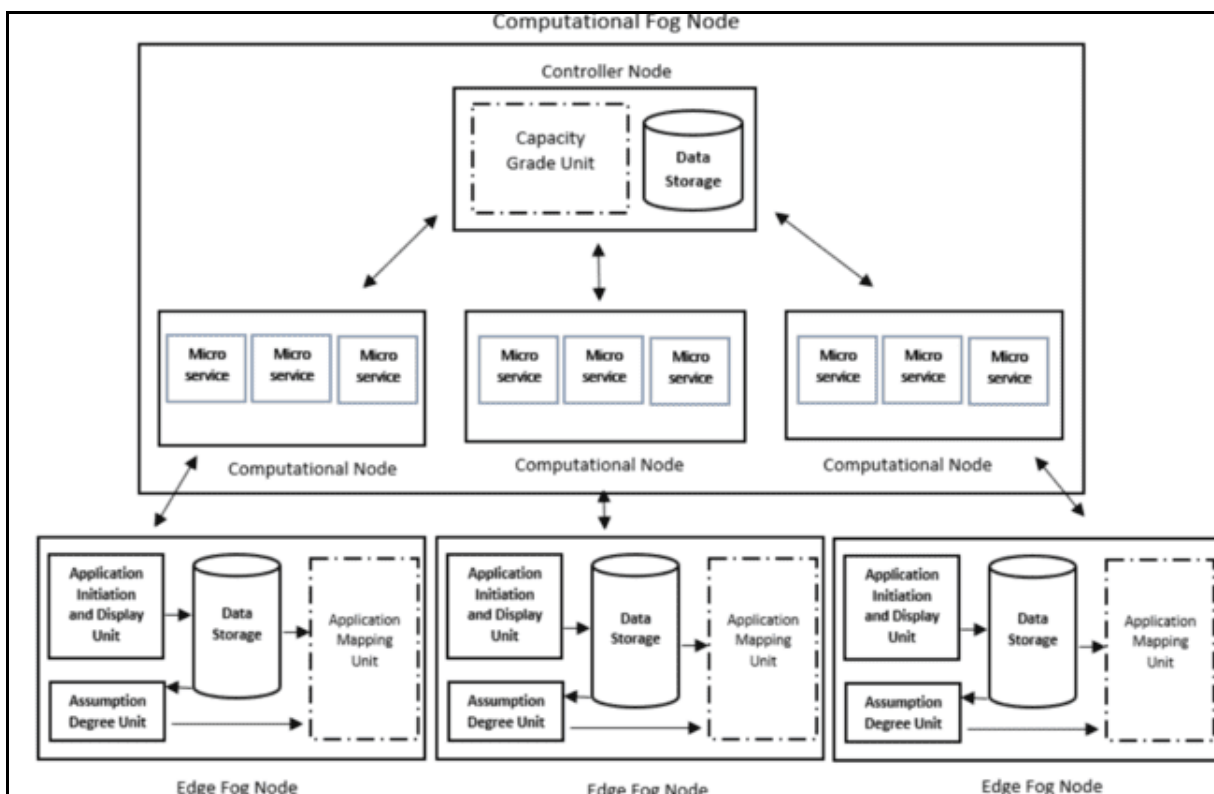 Computational Fog Node
Controller Node
Capacity
Grade Unit
Data
Storage
Micro
service
Micro
service
Micro
service
Micro
service
Micro
service
Micro
service
Micro
service
Micro
service
Micro
service
Computational Node
Computational Node
Computational Node
Application
Initiation
and Display
Unit
Data
Storage
Application
Mapping
Unit
Assumption
Degree Unit
Edge Fog Node
Application
Initiation
and Display
Unit
Data
Storage
Application
Mapping
Unit
Assumption
Degree Unit
Edge Fog Node
Application
Initiation
and Display
Unit
Data
Storage
Application
Mapping
Unit
Assumption
Degree Unit
Edge Fog Node